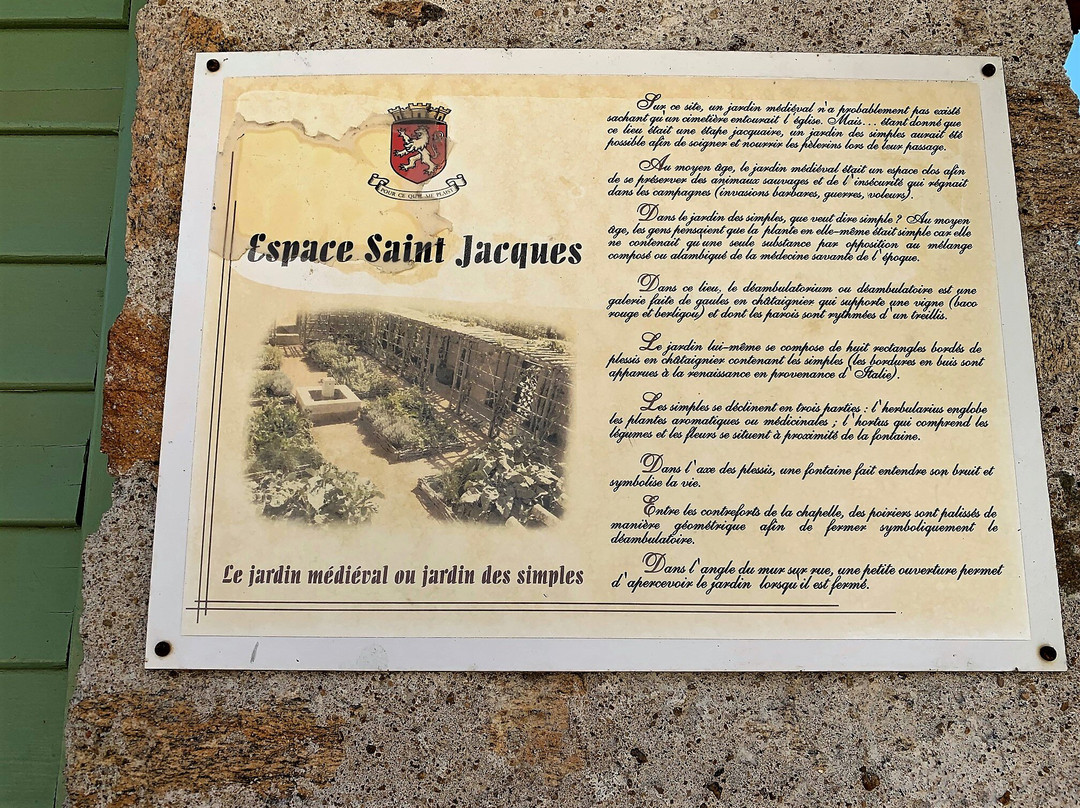 POUR CE QU'IL ME PLAIST
Espace Saint Jacques
Le jardin médiéval ou jardin des simples
Sur ce site, un jardin médiéval n'a probablement pas existé
sachant qu'un cimetière entourait l'église. Mais... étant donné que
ce lieu était une étape jacquaire, un jardin des simples aurait été
possible afin de soigner et nourrir les pèlerins lors de leur passage.
Au moyen âge, le jardin médiéval était un espace clos afin
de se préserver des animaux sauvages et de l'insécurité qui régnait
dans les campagnes (invasions barbares, guerres, voleurs).
Dans le jardin des simples, que veut dire simple ? Au moyen
âge, les gens pensaient que la plante en elle-même était simple car elle
ne contenait qu'une seule substance par opposition au mélange
composé ou alambiqué de la médecine savante de l'époque.
Dans ce lieu, le déambulatorium ou déambulatoire est une
galerie faite de gaules en châtaignier qui supporte une vigne (baco
rouge et berligou) et dont les parois sont rythmées d'un treillis.
Le jardin lui-même se compose de huit rectangles bordés de
plessis en châtaignier contenant les simples (les bordures en buis sont
apparues à la renaissance en provenance d'Italie).
Les simples se déclinent en trois parties : l'herbularius englobe
les plantes aromatiques ou médicinales ; l'hortus qui comprend les
légumes et les fleurs se situent à proximité de la fontaine.
Dans l'axe des plessis, une fontaine fait entendre son bruit et
symbolise la vie.
Entre les contreforts de la chapelle, des poiriers sont palissés de
manière géométrique afin de fermer symboliquement le
déambulatoire.
Dans l'angle du mur sur rue, une petite ouverture permet
d'apercevoir le jardin lorsqu'il est fermé.